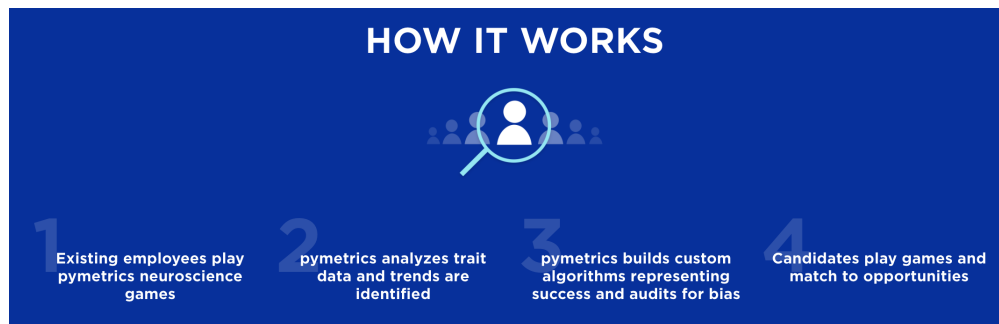 HOW IT WORKS
1
Existing employees play
pymetrics neuroscience
games
2
pymetrics analyzes trait
data and trends are
identified
3
pymetrics builds custom
algorithms representing
success and audits for bias
4
Candidates play games and
match to opportunities